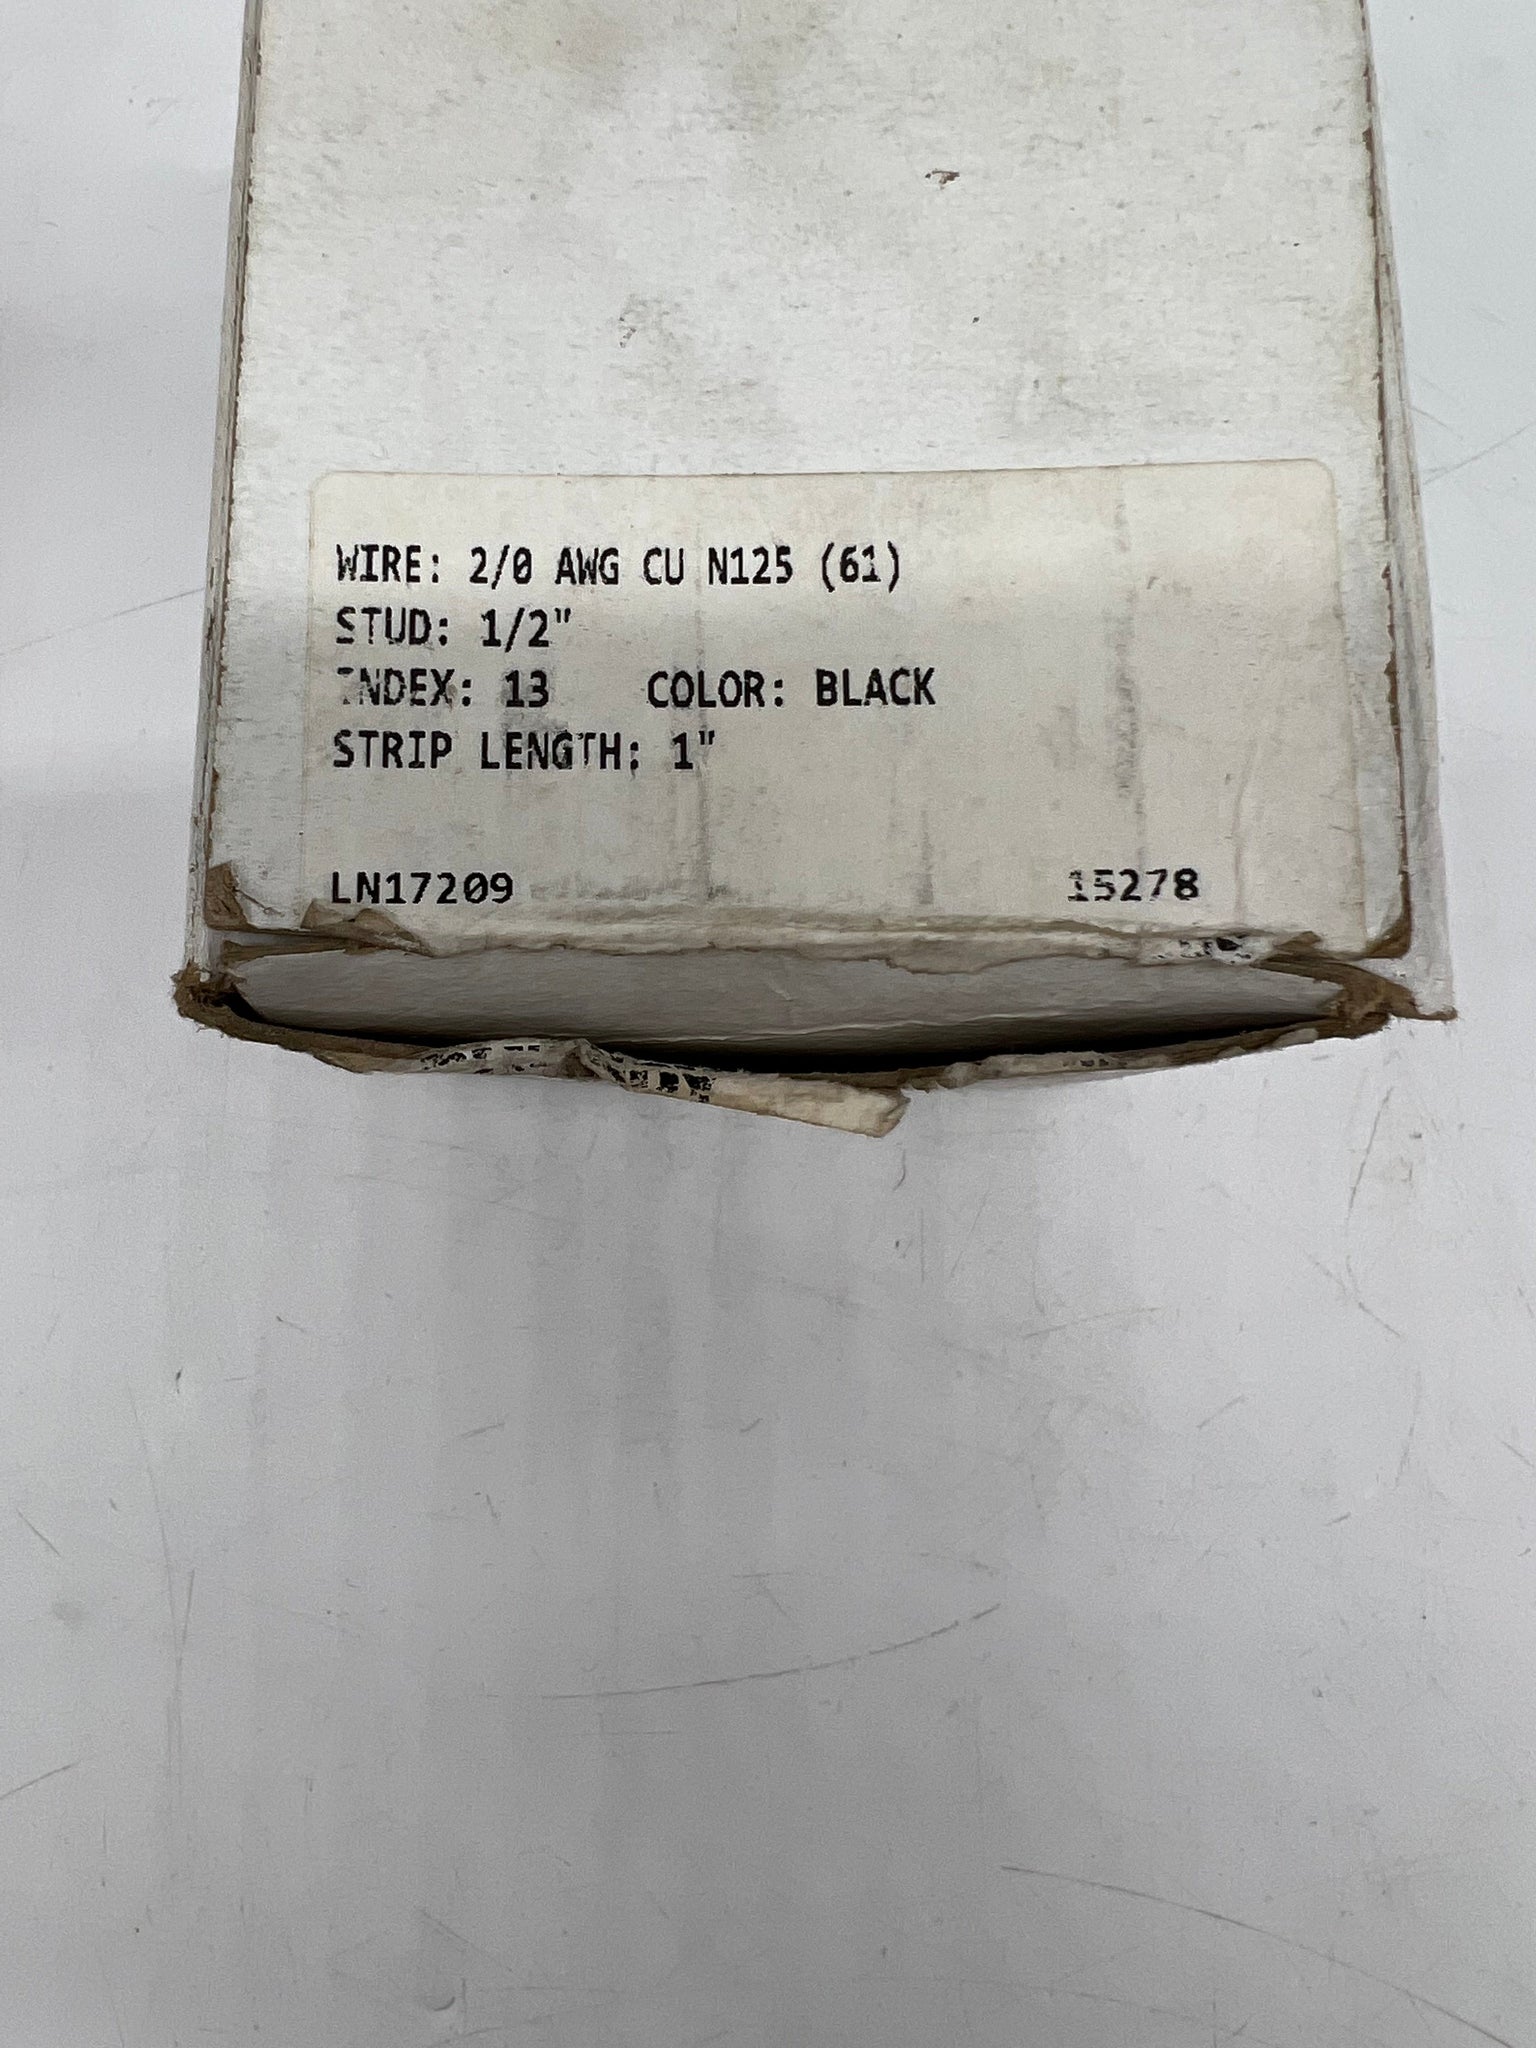 WIRE: 2/0 AWG CU N125 (61)
STUD: 1/2"
INDEX: 13 COLOR: BLACK
STRIP LENGTH: 1"
LN17209 15278